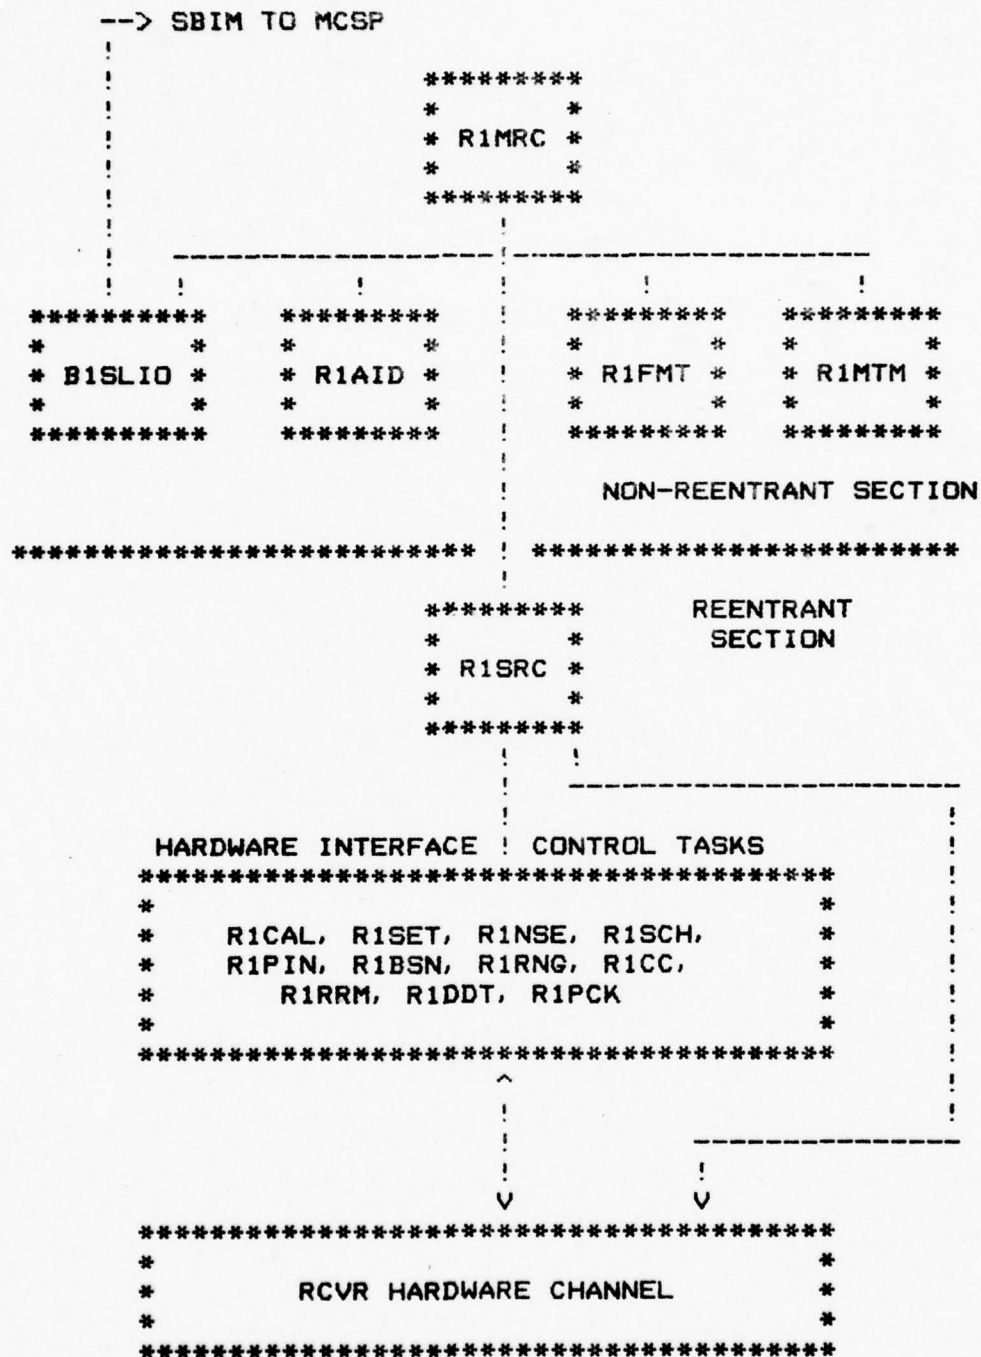 --> SBIM TO MCSP
R1MRC
B1SLIO R1AID R1FMT R1MTM
NON-REENTRANT SECTION
REENTRANT
SECTION
R1SRC
HARDWARE INTERFACE ! CONTROL TASKS
R1CAL, R1SET, R1NSE, R1SCH,
R1PIN, R1BSN, R1RNG, R1CC,
R1RRM, R1DDT, R1PCK
RCVR HARDWARE CHANNEL